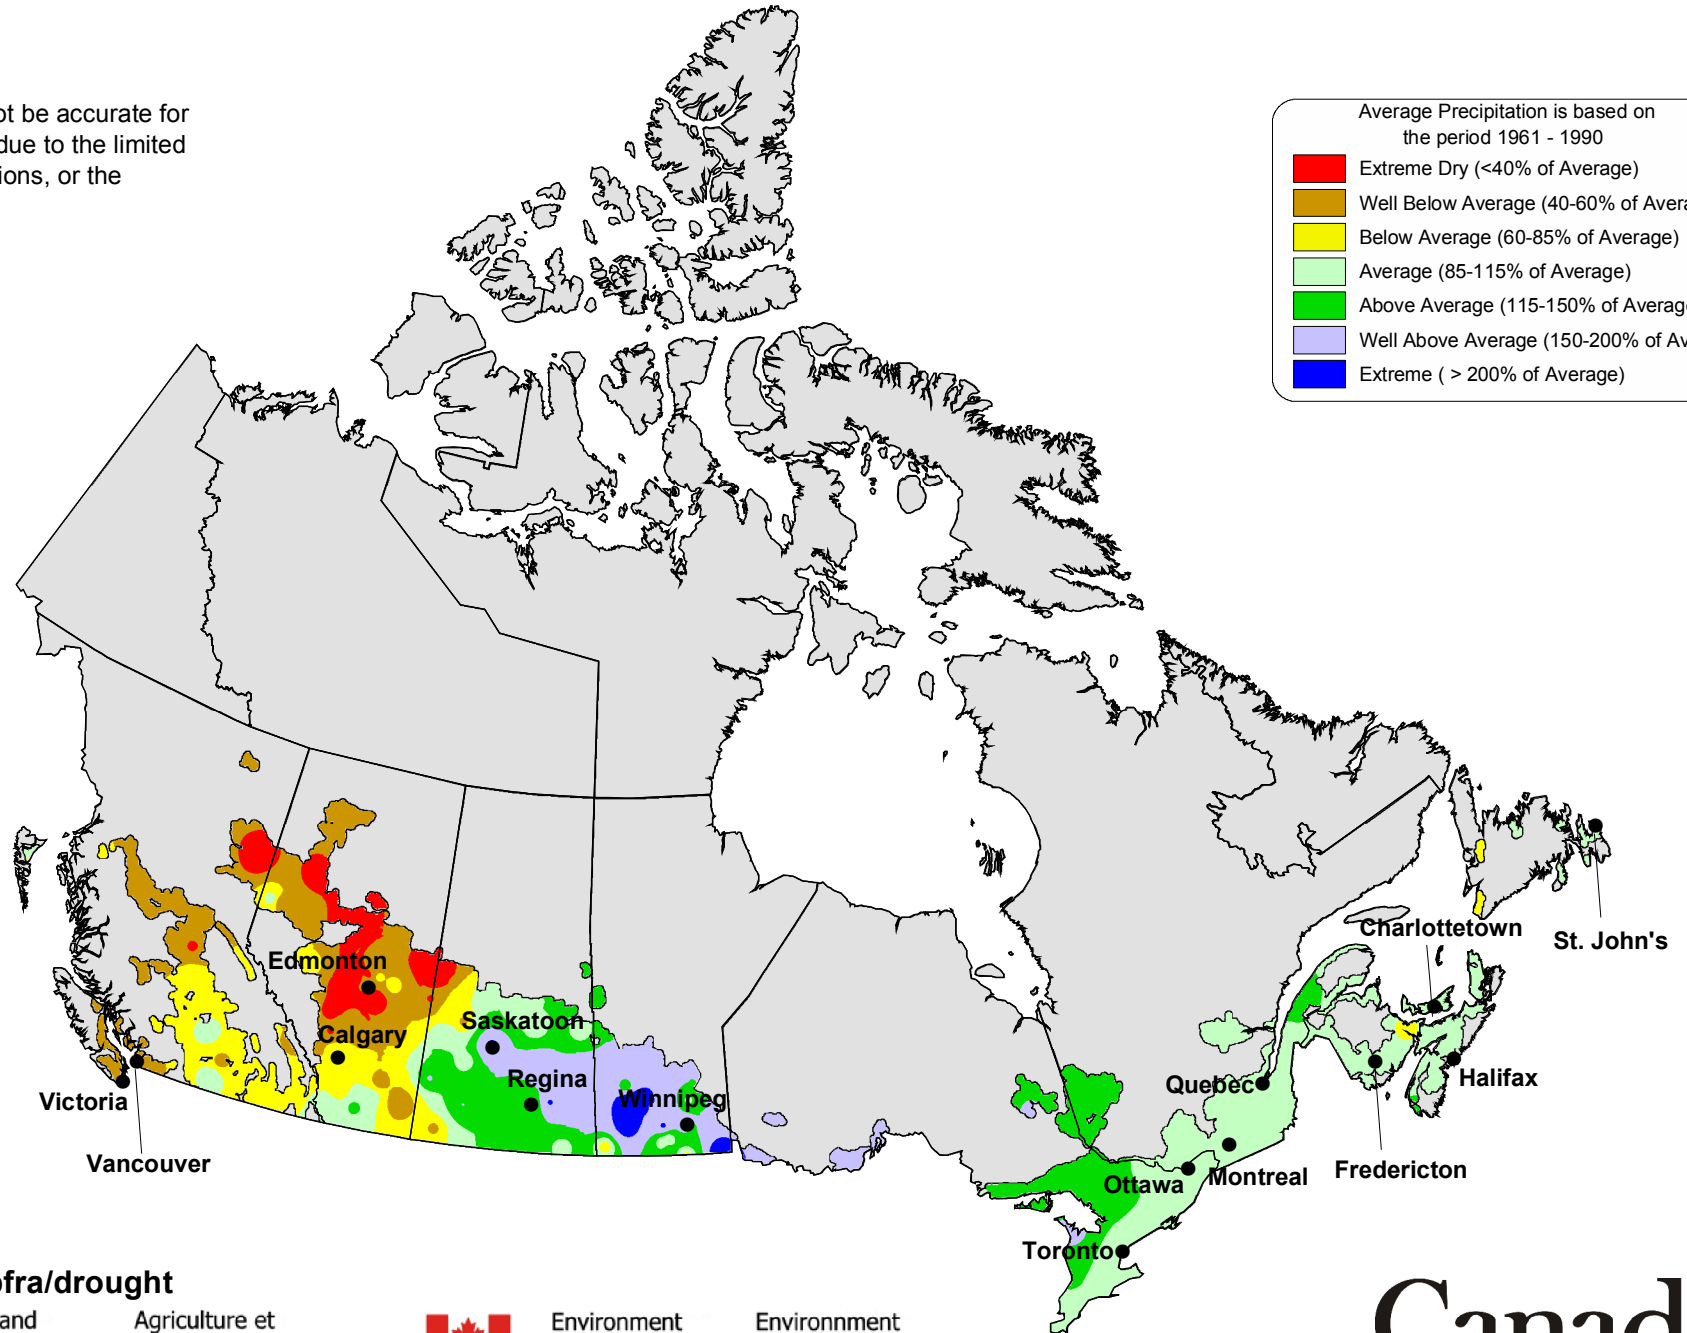 ot be accurate for
due to the limited
ions, or the
Average Precipitation is based on
the period 1961 - 1990
Extreme Dry (<40% of Average)
Well Below Average (40-60% of Avera
Below Average (60-85% of Average)
Average (85-115% of Average)
Above Average (115-150% of Average
Well Above Average (150-200% of Av
Extreme ( > 200% of Average)
Charlottetown
St. John's
Edmonton
Saskatoon
Calgary
Regina
Winnipeg
Quebec
Halifax
Victoria
Vancouver
Fredericton
Montreal
Ottawa
Toronto
ofra/drought
and
Agriculture et
Environment
Environnment
Canad